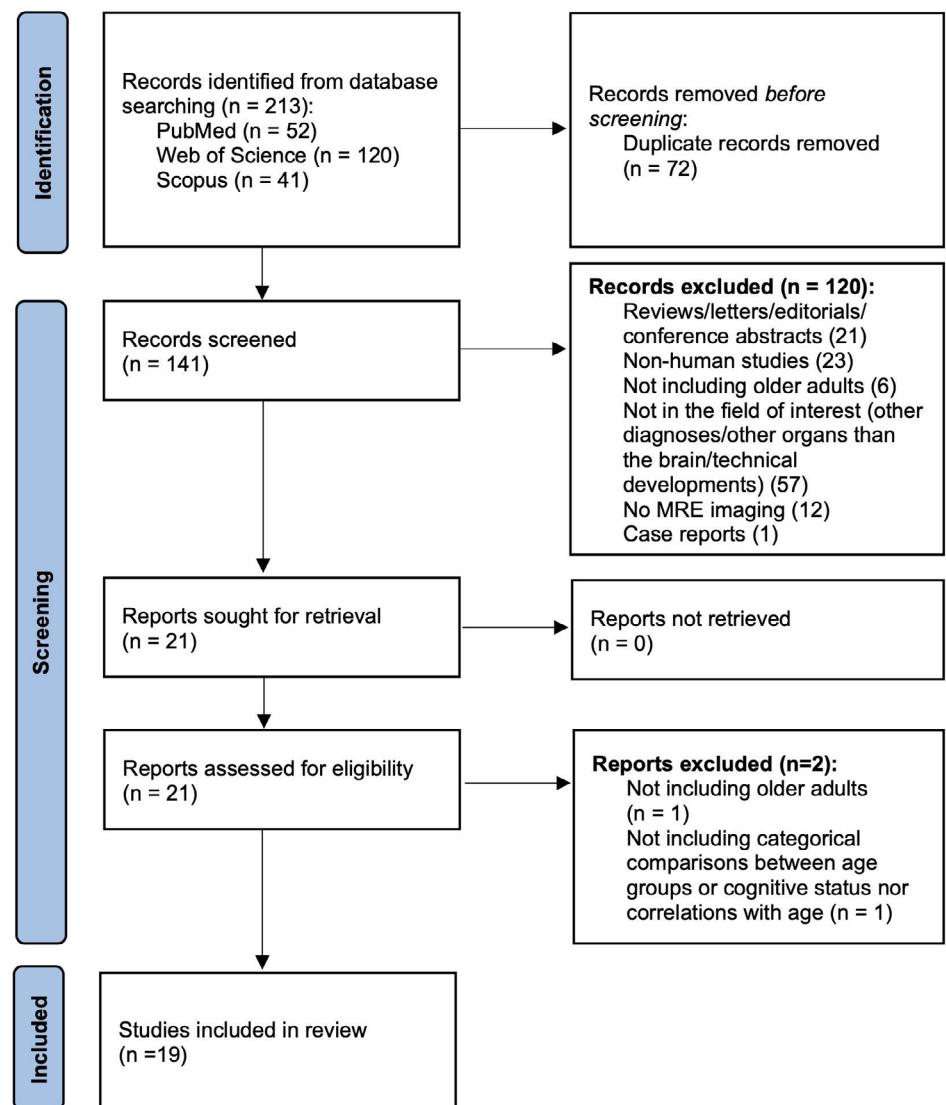 Identification
Records identified from database
searching (n = 213):
PubMed (n = 52)
Web of Science (n = 120)
Scopus (n = 41)
Records removed before
screening:
Duplicate records removed
(n = 72)
Screening
Records screened
(n = 141)
Records excluded (n = 120):
Reviews/letters/editorials/
conference abstracts (21)
Non-human studies (23)
Not including older adults (6)
Not in the field of interest (other
diagnoses/other organs than
the brain/technical
developments) (57)
No MRE imaging (12)
Case reports (1)
Reports sought for retrieval
(n = 21)
Reports not retrieved
(n = 0)
Reports assessed for eligibility
(n = 21)
Reports excluded (n=2):
Not including older adults
(n = 1)
Not including categorical
comparisons between age
groups or cognitive status nor
correlations with age (n = 1)
Included
Studies included in review
(n =19)